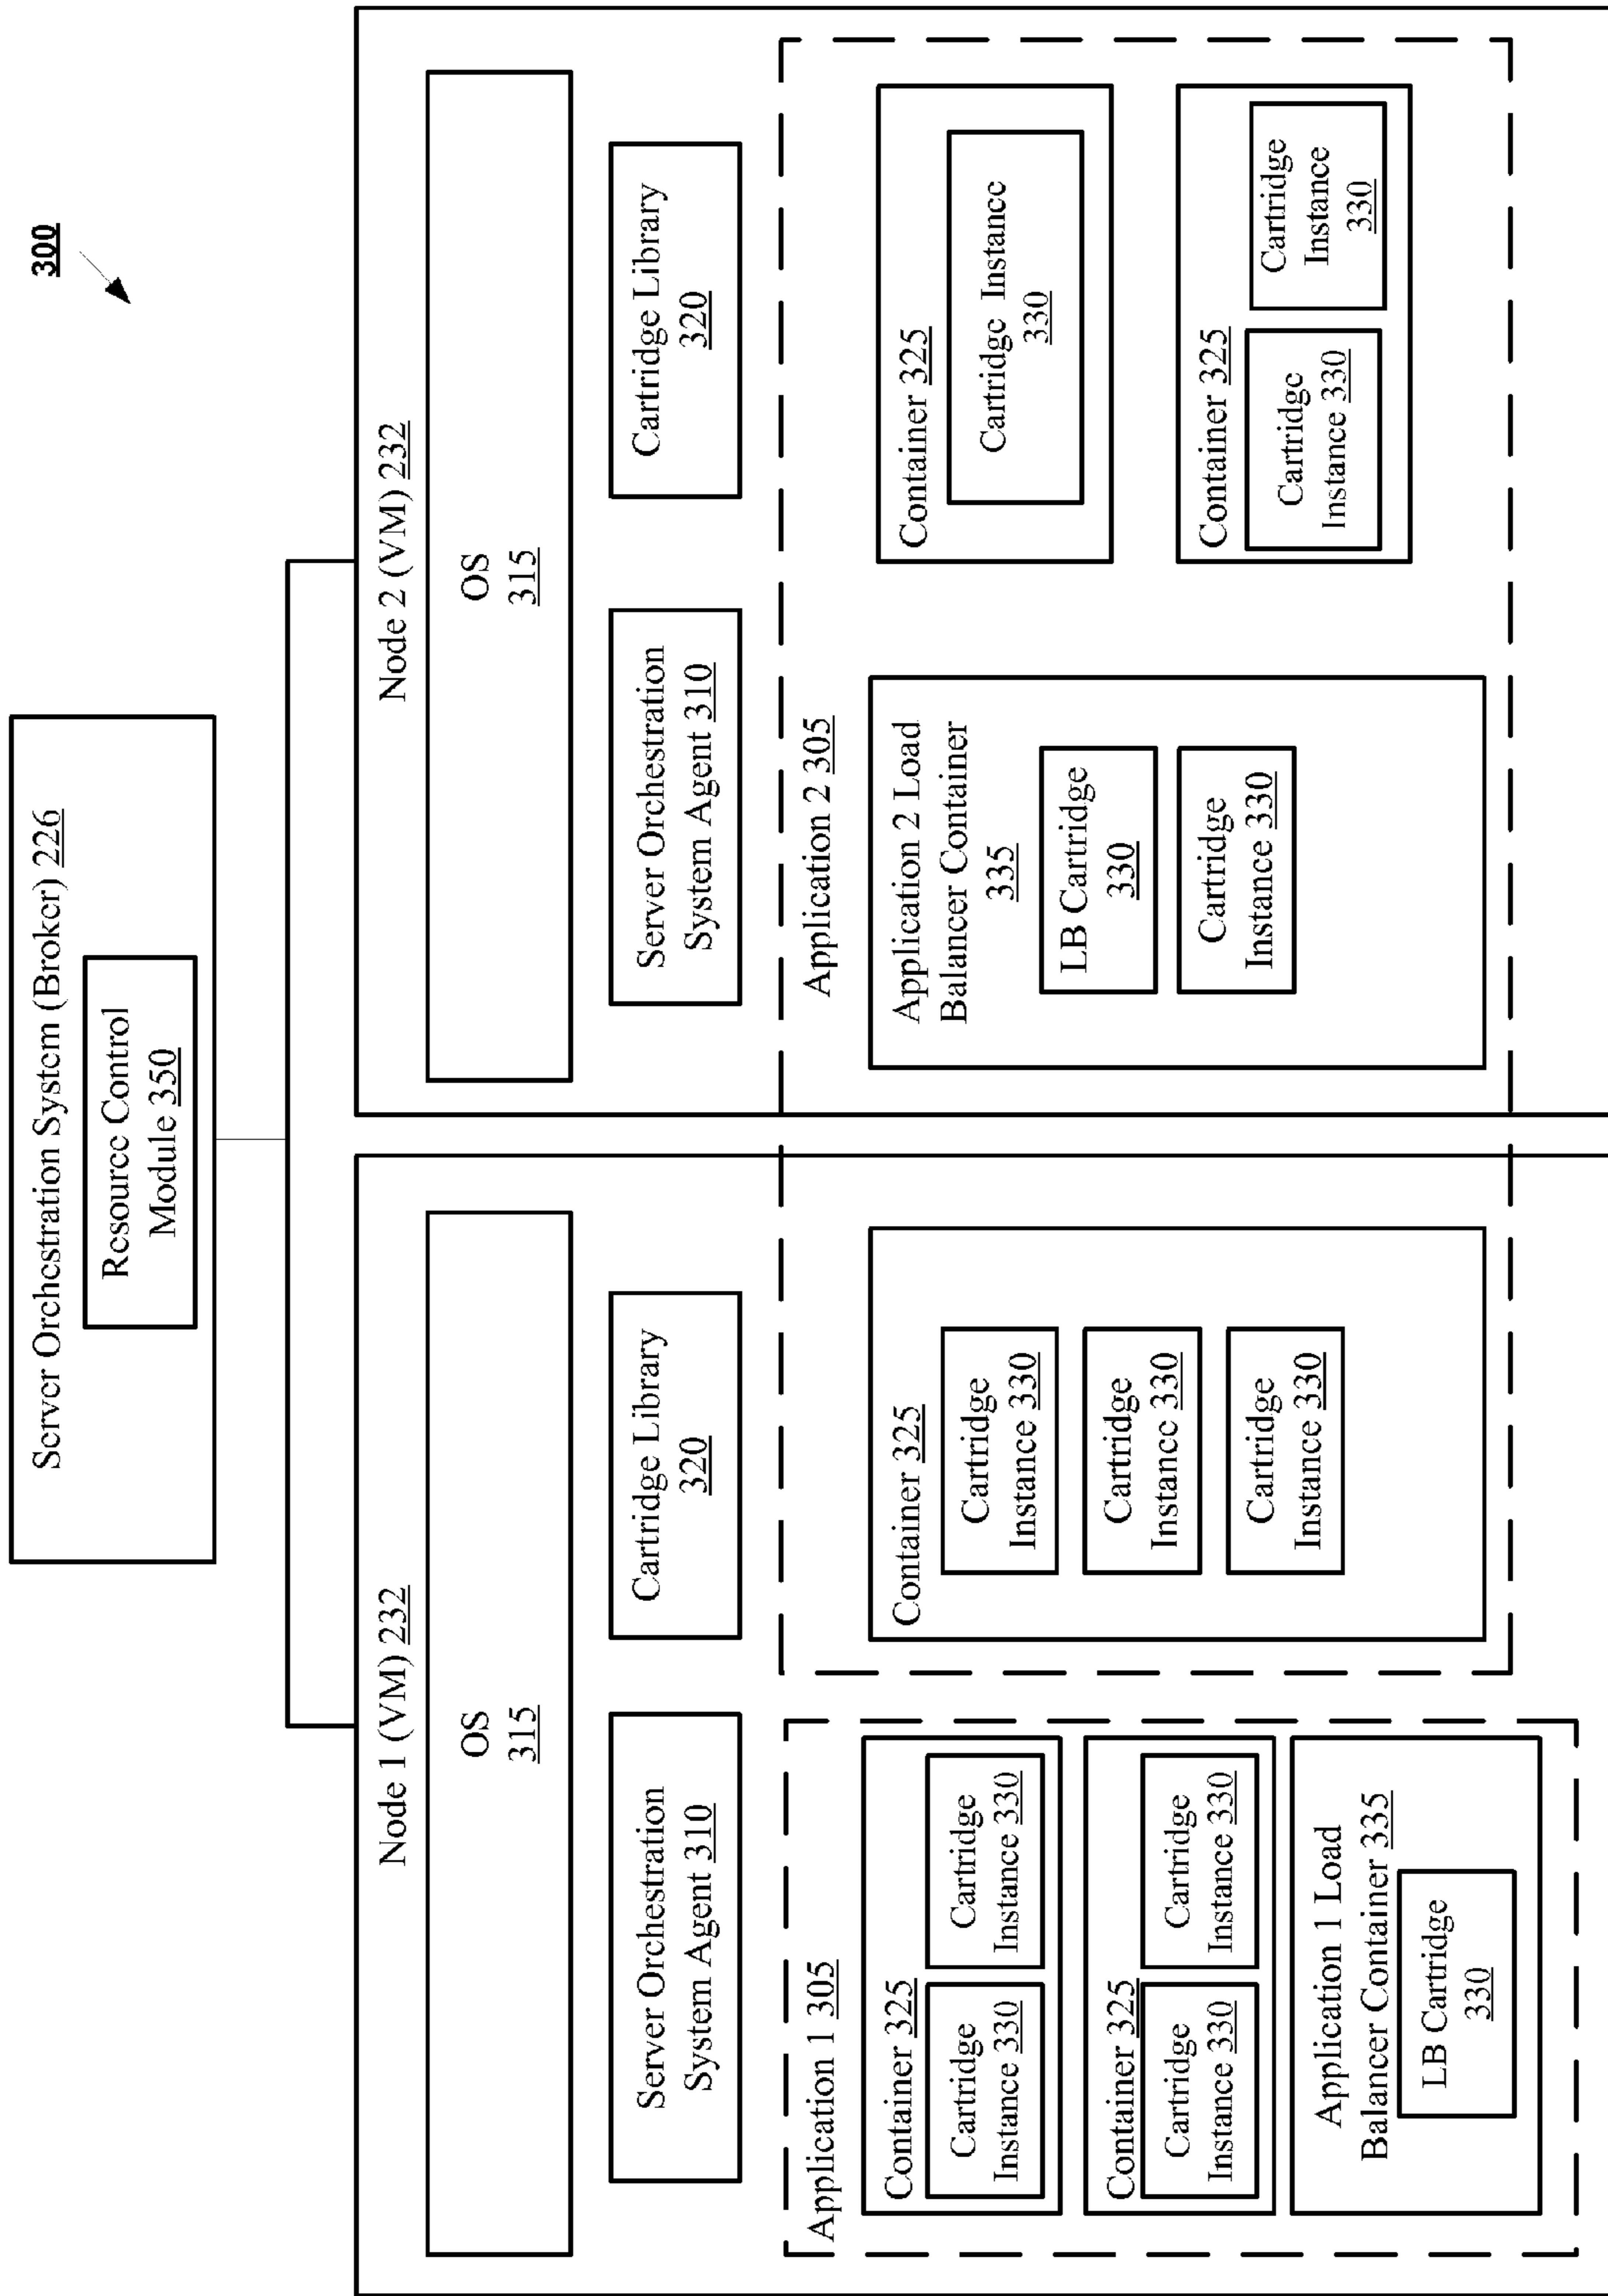 300
Server Orchestration System (Broker) 226
Resource Control
Module 350
Node 1 (VM) 232
OS
315
Server Orchestration
System Agent 310
Cartridge Library
320
Application 1 305
Container 325
Cartridge
Instance 330
Cartridge
Instance 330
Container 325
Cartridge
Instance 330
Cartridge
Instance 330
Application 1 Load
Balancer Container 335
LB Cartridge
330
Container 325
Cartridge
Instance 330
Cartridge
Instance 330
Cartridge
Instance 330
Node 2 (VM) 232
OS
315
Server Orchestration
System Agent 310
Cartridge Library
320
Application 2 305
Application 2 Load
Balancer Container
335
LB Cartridge
330
Cartridge
Instance 330
Container 325
Cartridge Instance
330
Container 325
Cartridge
Instance 330
Cartridge
Instance
330